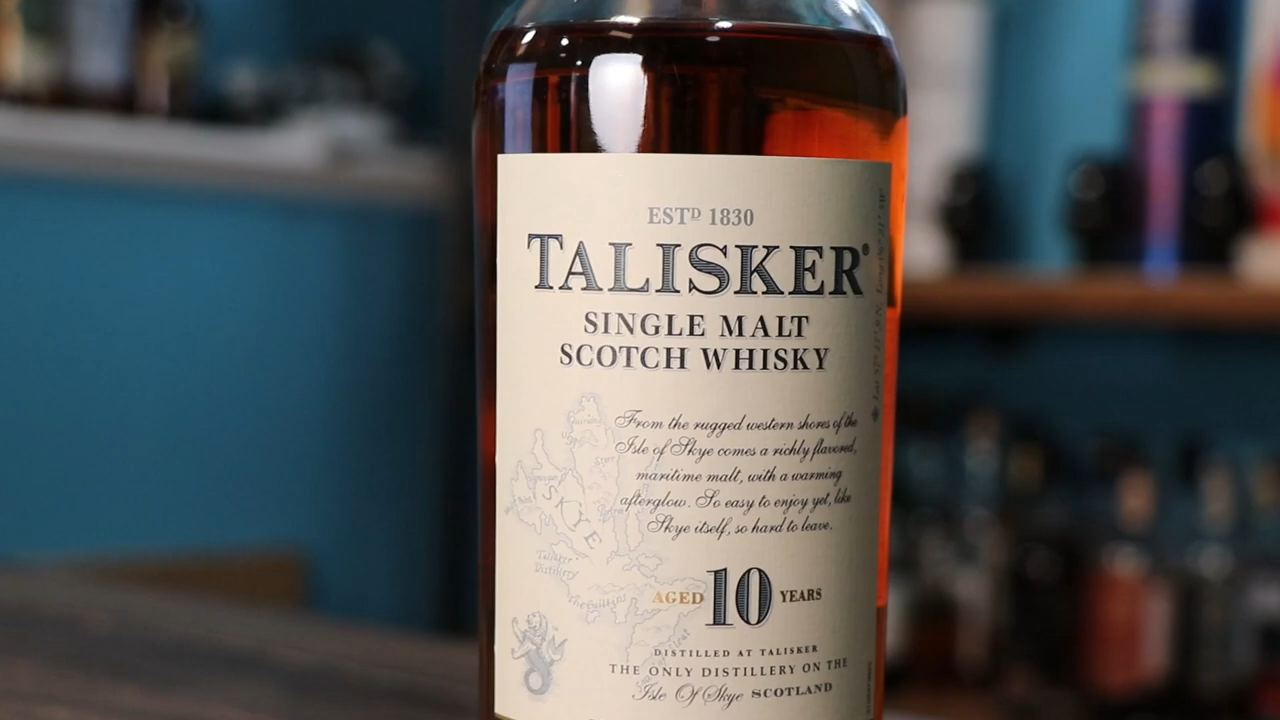 ESTD 1830
TALISKER®
SINGLE MALT
SCOTCH WHISKY
From the rugged western shores of the
Isle of Skye comes a richly flavored,
maritime malt, with a warming
afterglow. So easy to enjoy yet, like
Skye itself, so hard to leave.
SKYE
Talisker
Distillery
The Cuillins
AGED 10 YEARS
DISTILLED AT TALISKER
THE ONLY DISTILLERY ON THE
Isle Of Skye SCOTLAND